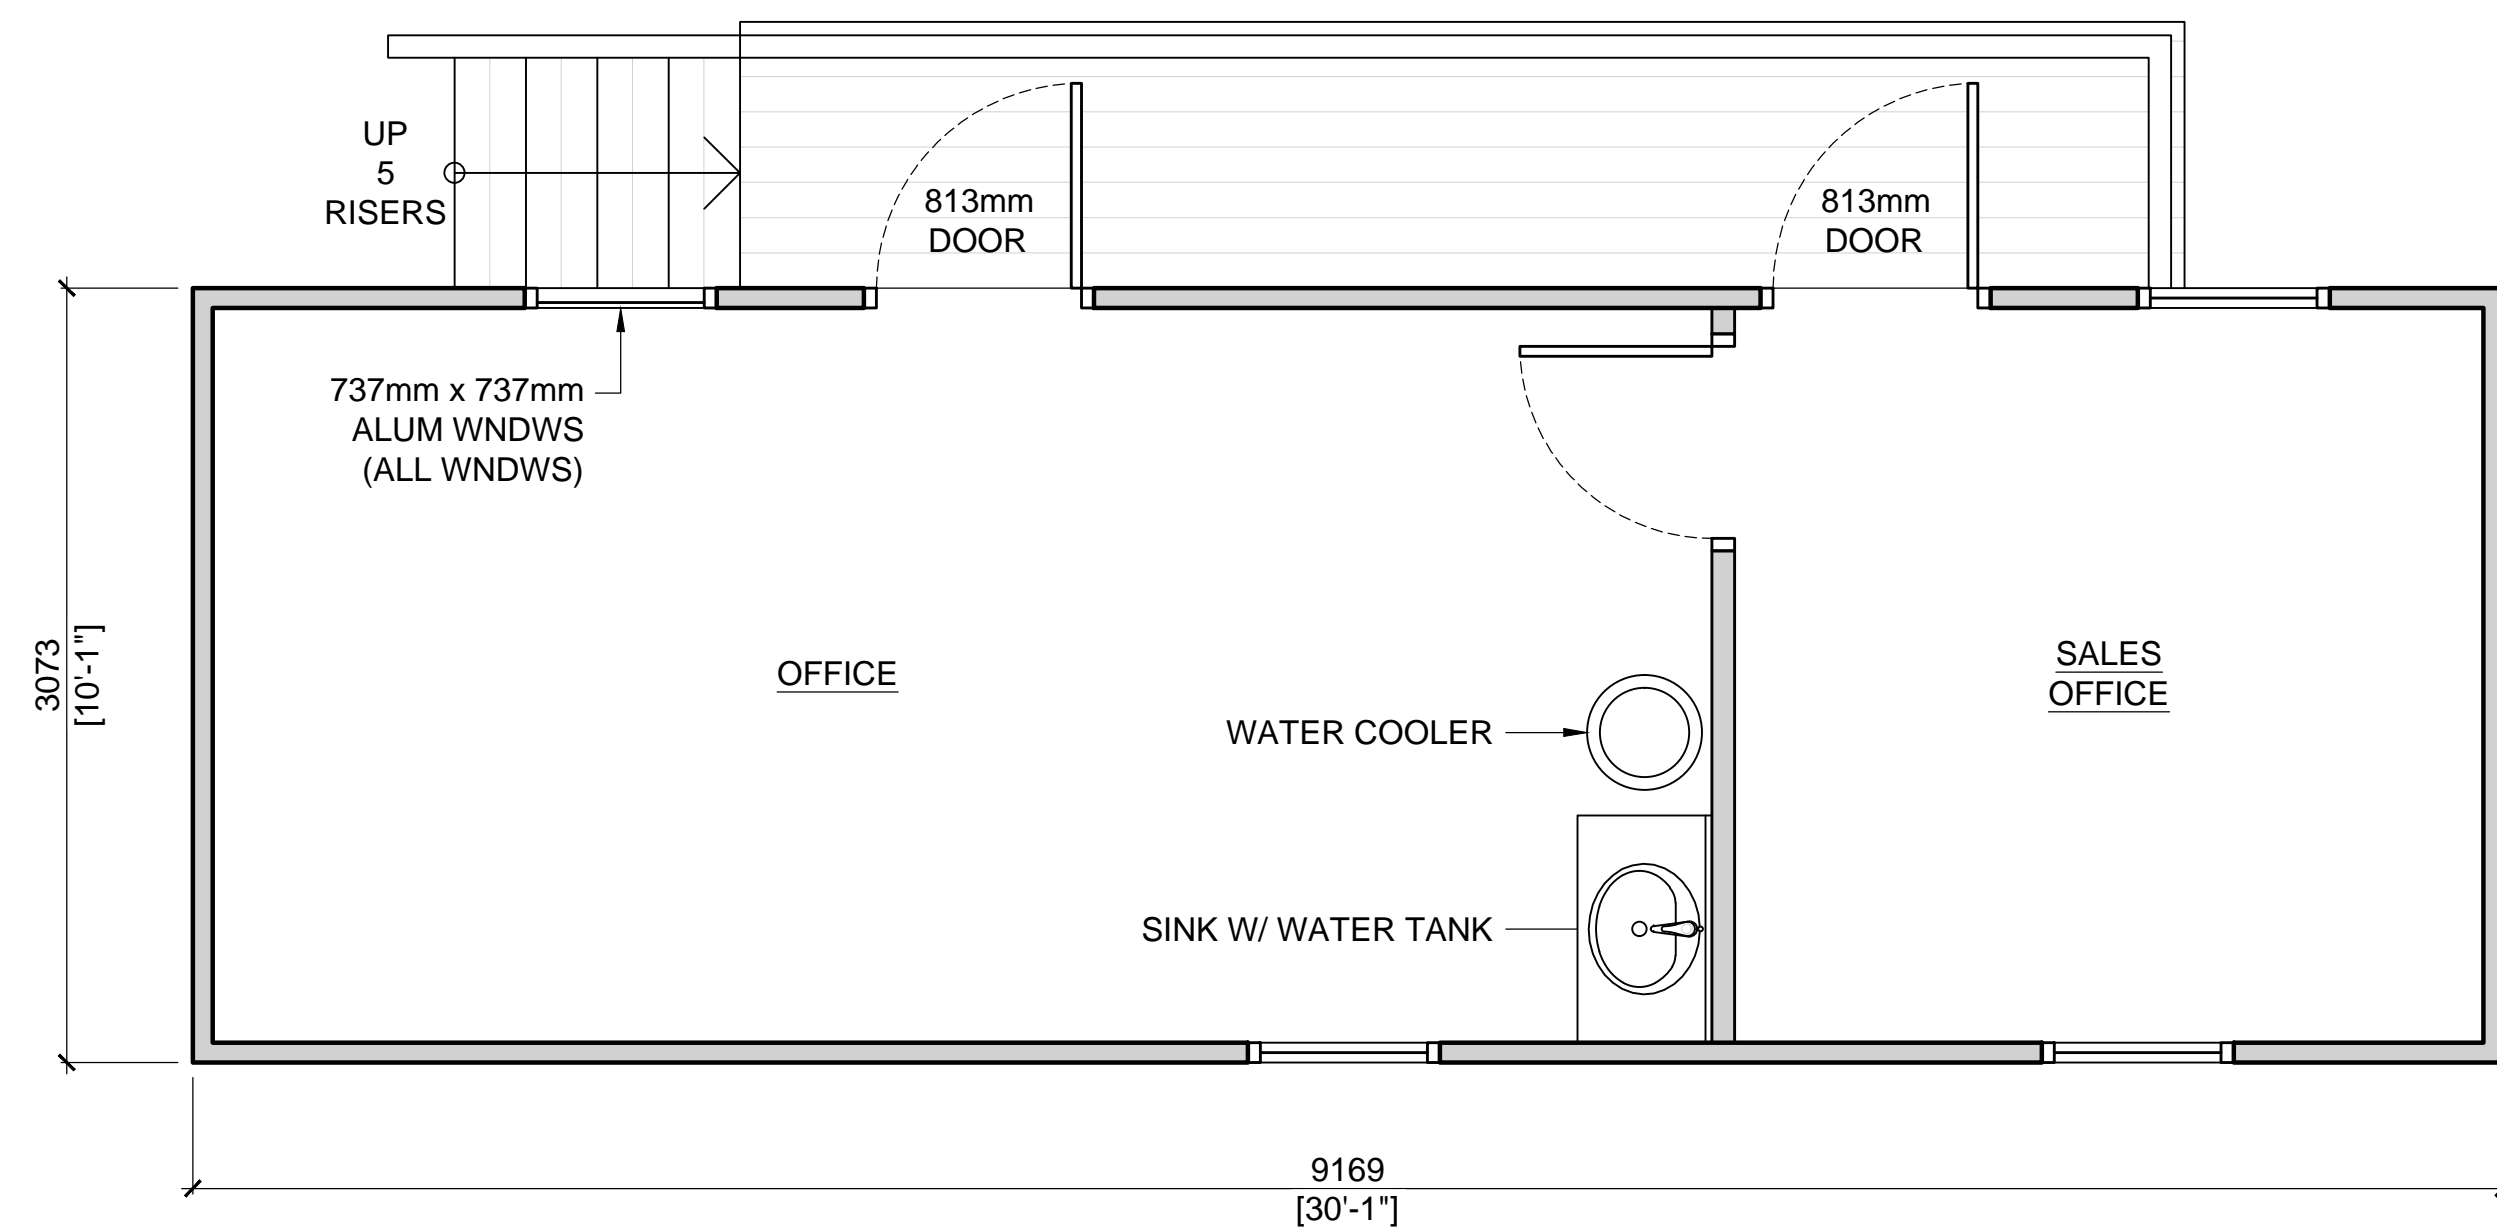 UP
5
RISERS
813mm
DOOR
813mm
DOOR
737mm x 737mm
ALUM WNDWS
(ALL WNDWS)
3073
[10'-1"]
OFFICE
SALES
OFFICE
WATER COOLER
SINK W/ WATER TANK
9169
[30'-1"]